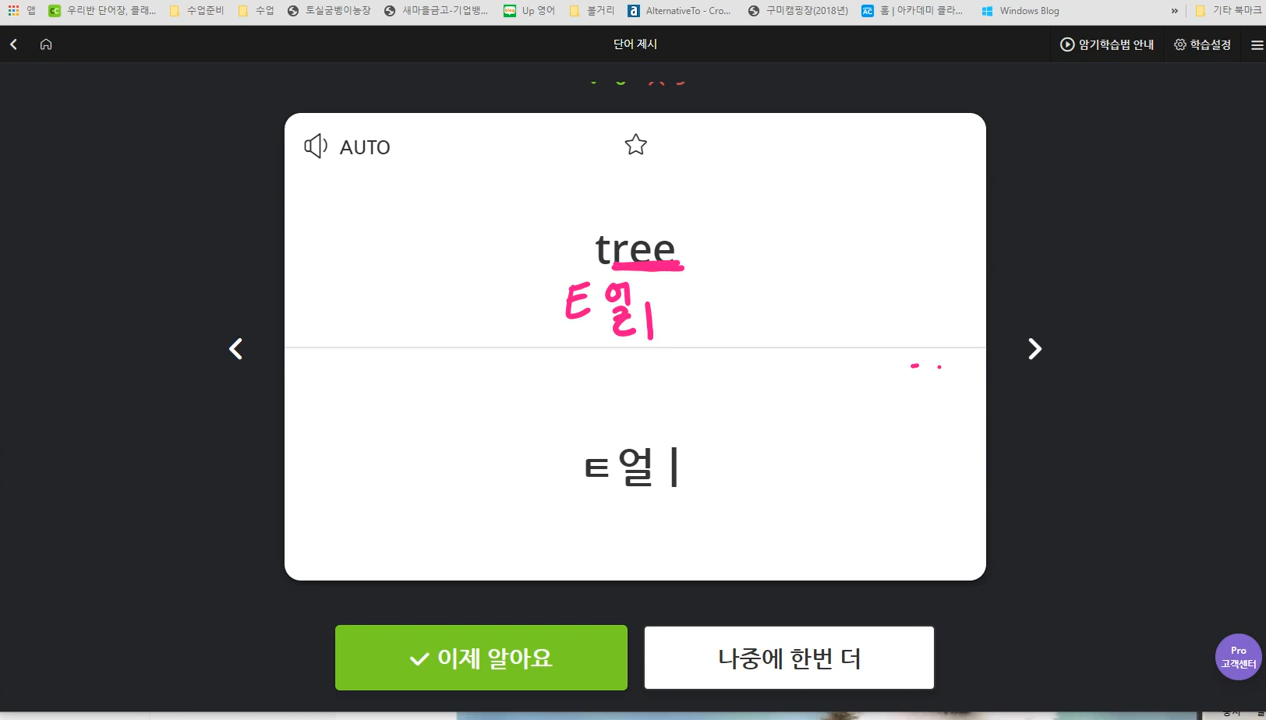 앱 우리반 단어장, 클래... 수업준비 수업 토실굼벵이농장 새마을금고-기업뱅... Up 영어 볼거리 AlternativeTo - Cro... 구미캠핑장(2018년) 홈 | 아카데미 클라... Windows Blog » 기타 북마크
단어 제시 암기학습법 안내 학습설정
AUTO
tree
ㅌ얼ㅣ
ㅌ얼ㅣ
이제 알아요 나중에 한번 더
Pro
고객센터